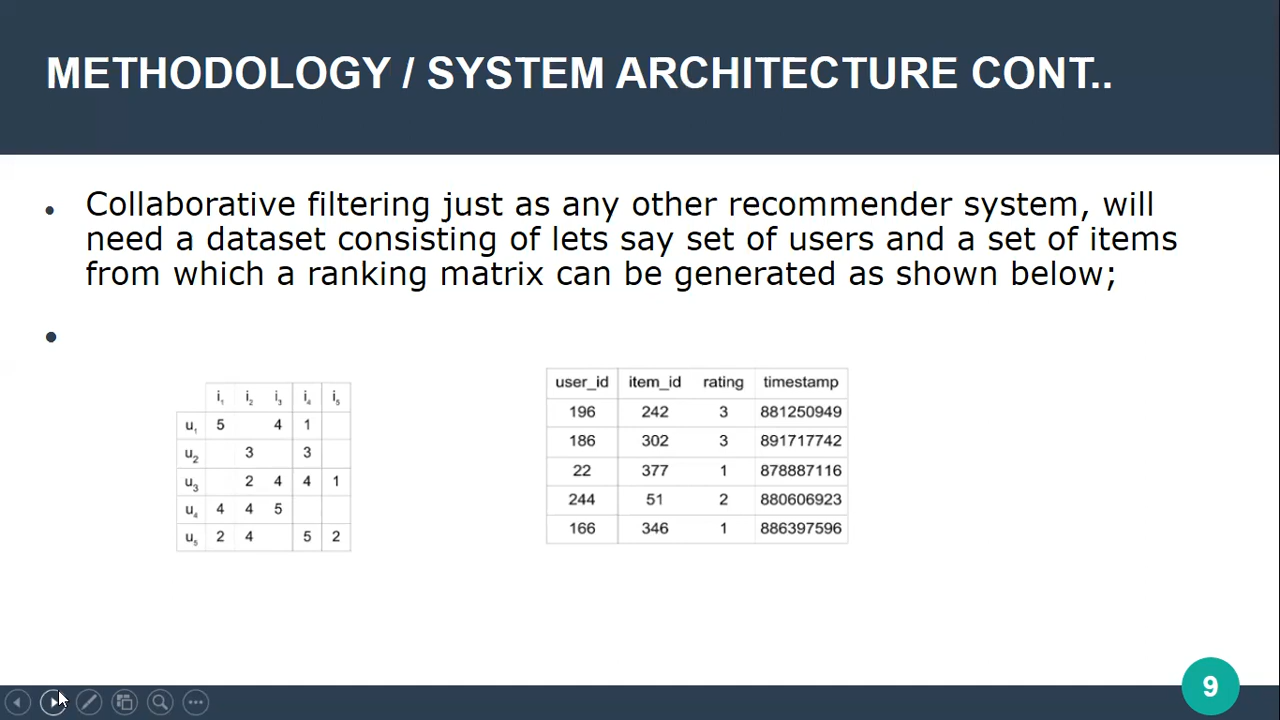 METHODOLOGY / SYSTEM ARCHITECTURE CONT..
• Collaborative filtering just as any other recommender system, will
need a dataset consisting of lets say set of users and a set of items
from which a ranking matrix can be generated as shown below;
•
i₁ i₂ i₃ i₄ i₅
u₁ 5 4 1
u₂ 3 3
u₃ 2 4 4 1
u₄ 4 4 5
u₅ 2 4 5 2
user_id item_id rating timestamp
196 242 3 881250949
186 302 3 891717742
22 377 1 878887116
244 51 2 880606923
166 346 1 886397596
9